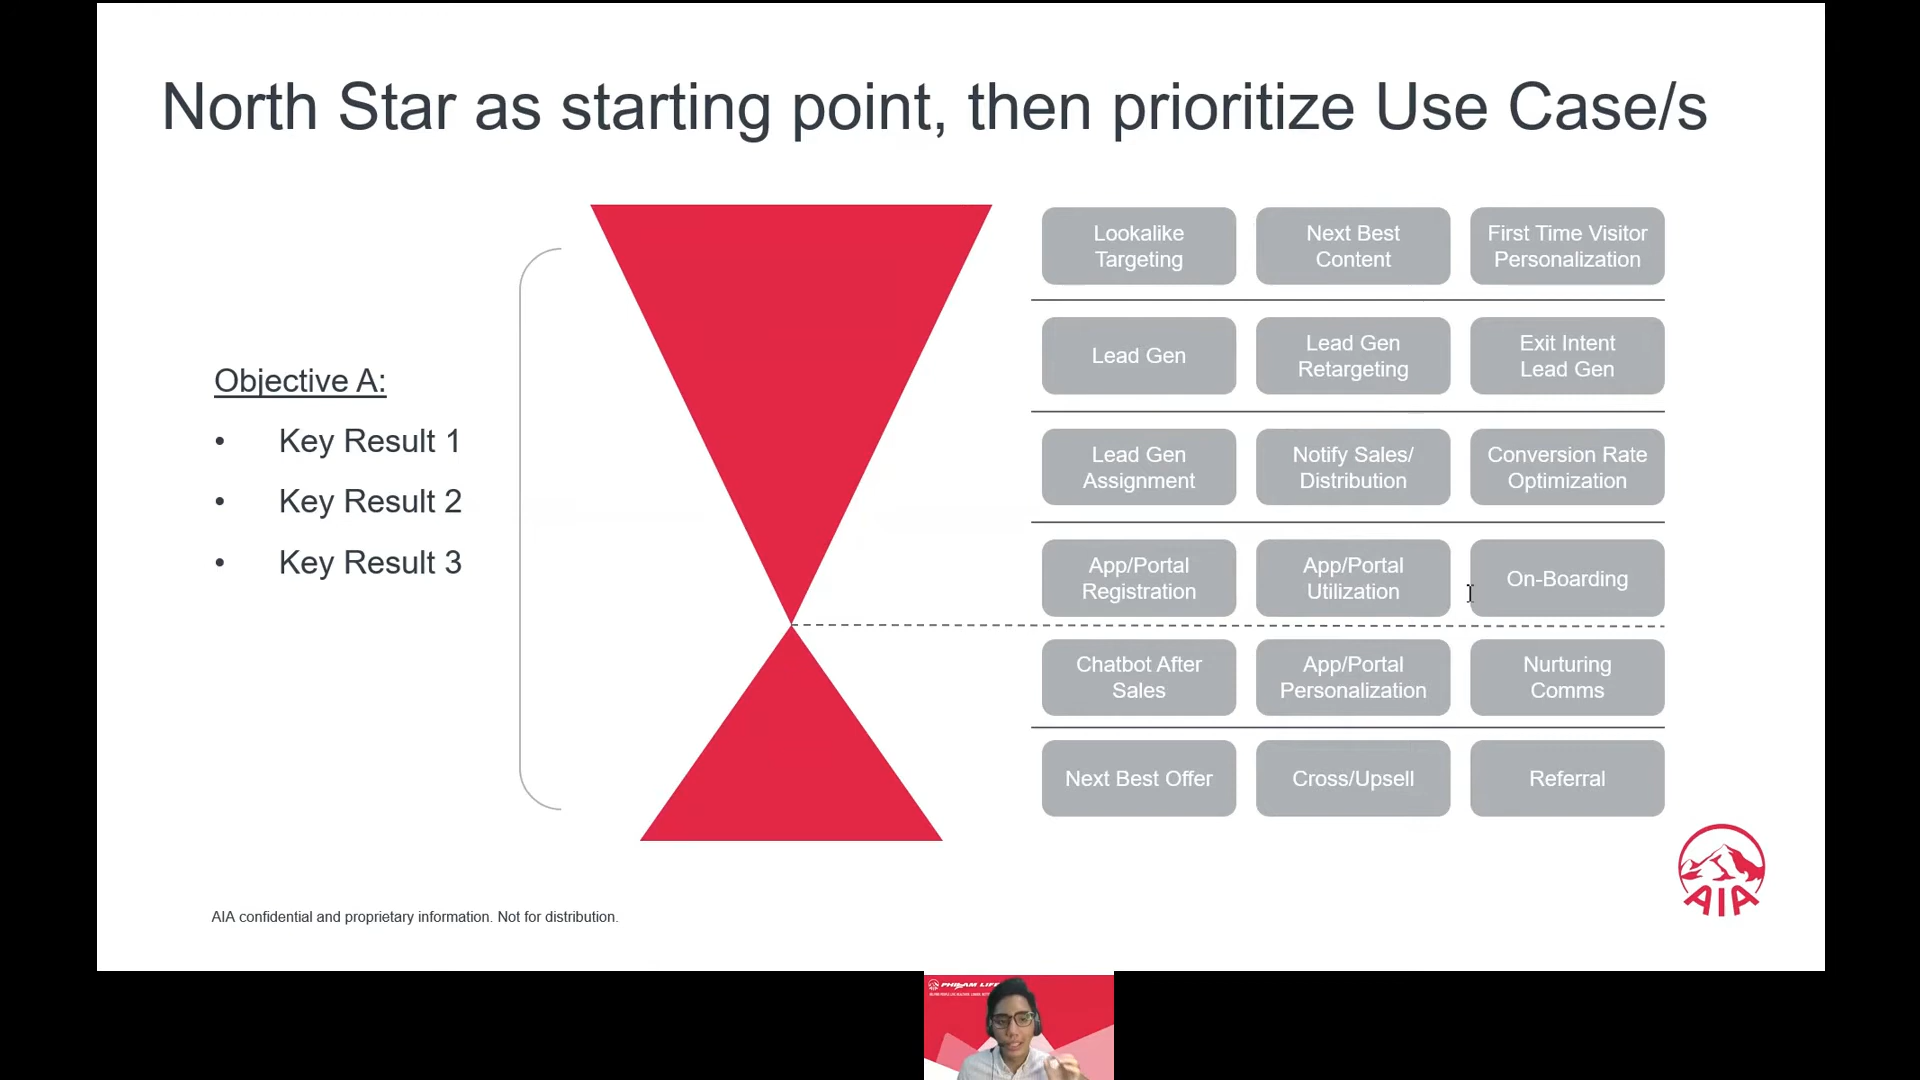 North Star as starting point, then prioritize Use Case/s
Objective A:
• Key Result 1
• Key Result 2
• Key Result 3
Lookalike
Targeting
Next Best
Content
First Time Visitor
Personalization
Lead Gen
Lead Gen
Retargeting
Exit Intent
Lead Gen
Lead Gen
Assignment
Notify Sales/
Distribution
Conversion Rate
Optimization
App/Portal
Registration
App/Portal
Utilization
On-Boarding
Chatbot After
Sales
App/Portal
Personalization
Nurturing
Comms
Next Best Offer
Cross/Upsell
Referral
AIA
AIA confidential and proprietary information. Not for distribution.
PHILAM LIFE